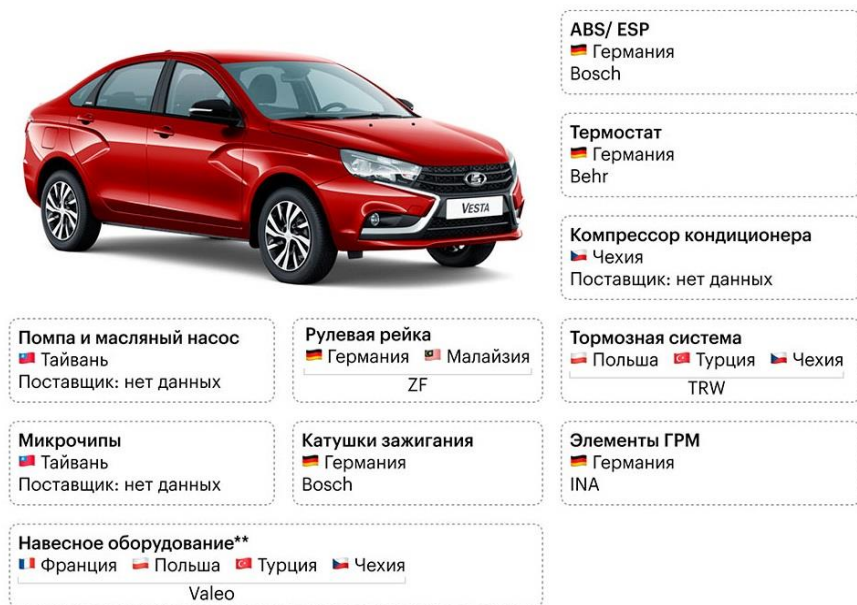 VESTA
ABS/ ESP
Германия
Bosch
Термостат
Германия
Behr
Компрессор кондиционера
Чехия
Поставщик: нет данных
Помпа и масляный насос
Тайвань
Поставщик: нет данных
Рулевая рейка
Германия Малайзия
ZF
Тормозная система
Польша Турция Чехия
TRW
Микрочипы
Тайвань
Поставщик: нет данных
Катушки зажигания
Германия
Bosch
Элементы ГРМ
Германия
INA
Навесное оборудование**
Франция Польша Турция Чехия
Valeo